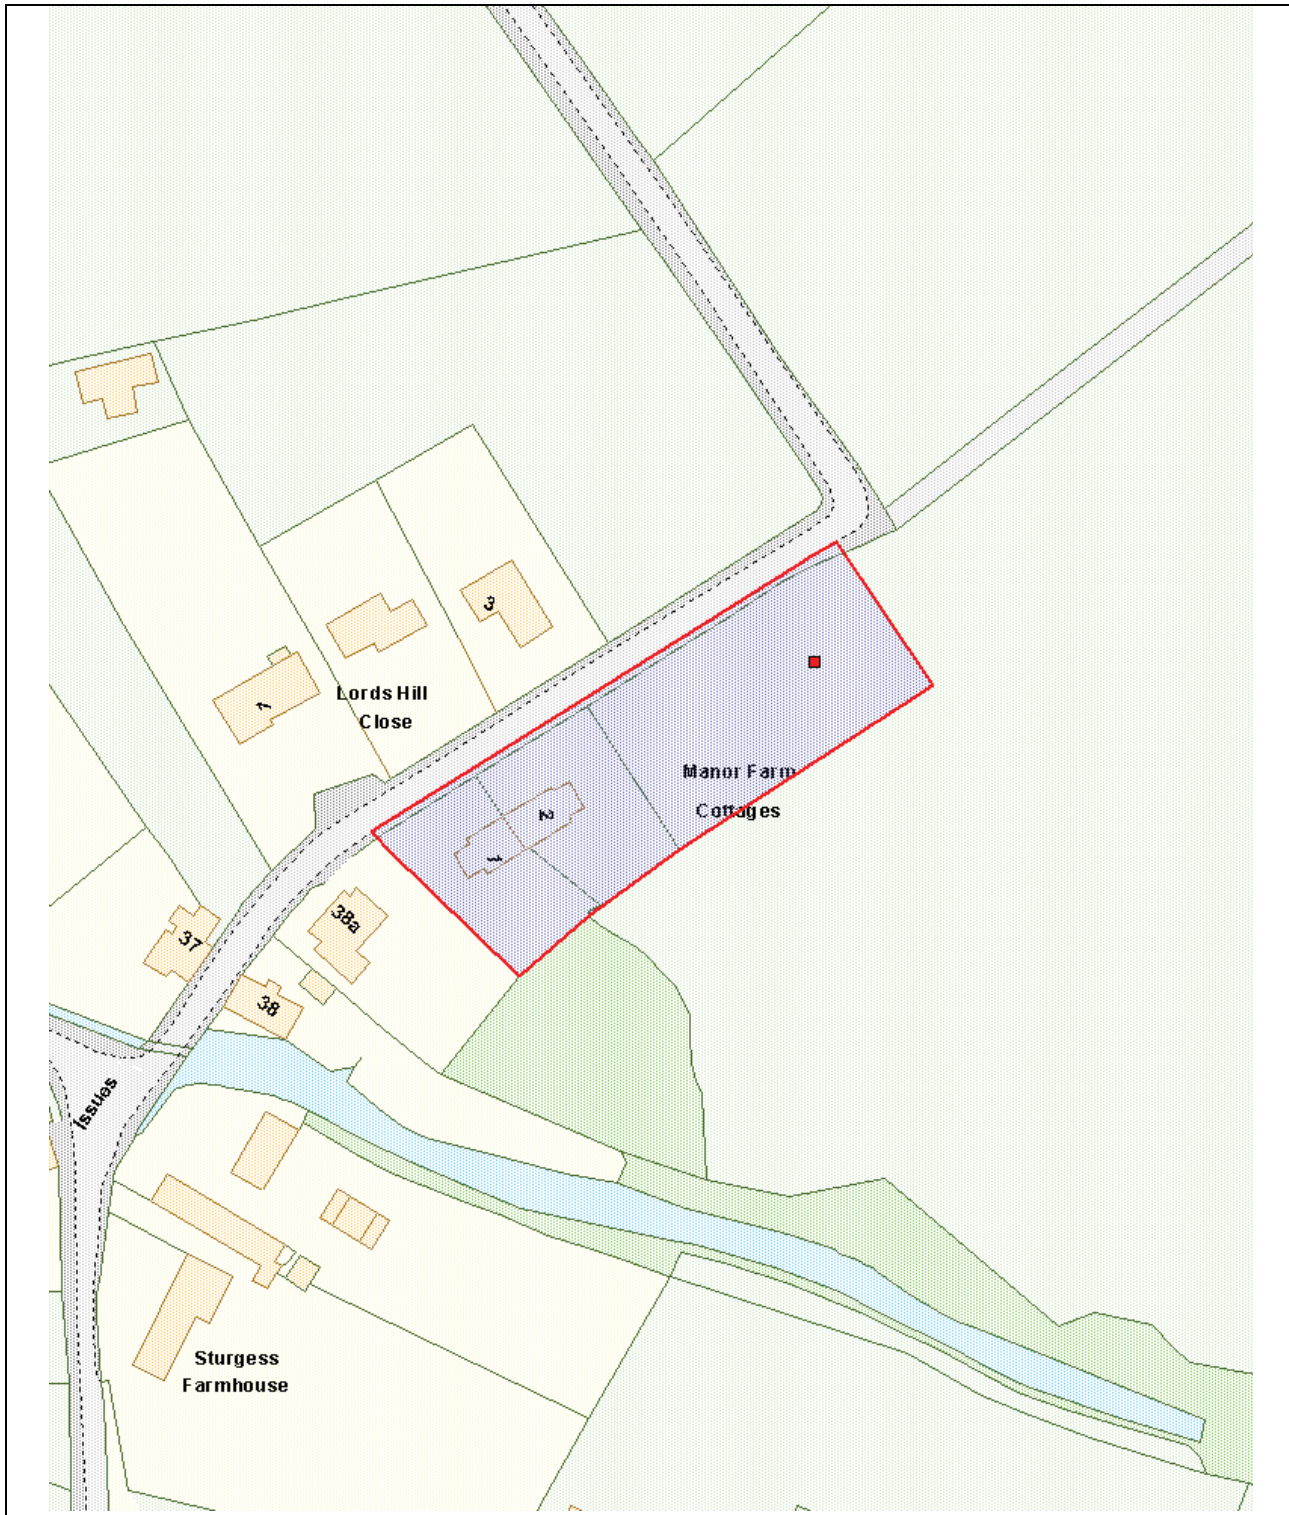 3
1
Lords Hill
Close
Manor Farm
Cottages
2
1
38a
37
38
Issues
Sturgess
Farmhouse